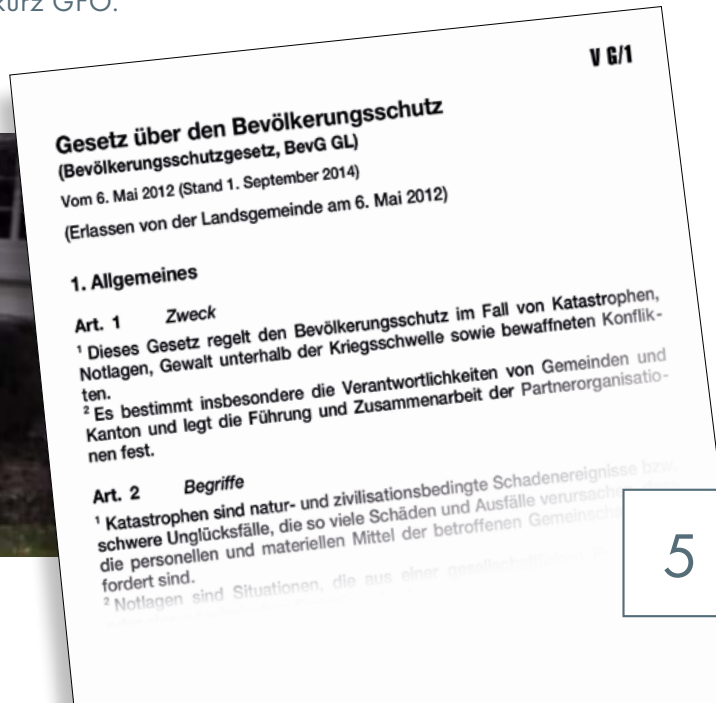 kurz GFO.
V G/1
Gesetz über den Bevölkerungsschutz
(Bevölkerungsschutzgesetz, BevG GL)
Vom 6. Mai 2012 (Stand 1. September 2014)
(Erlassen von der Landsgemeinde am 6. Mai 2012)
1. Allgemeines
Art. 1 Zweck
¹ Dieses Gesetz regelt den Bevölkerungsschutz im Fall von Katastrophen,
Notlagen, Gewalt unterhalb der Kriegsschwelle sowie bewaffneten Konflik-
ten.
² Es bestimmt insbesondere die Verantwortlichkeiten von Gemeinden und
Kanton und legt die Führung und Zusammenarbeit der Partnerorganisatio-
nen fest.
Art. 2 Begriffe
¹ Katastrophen sind natur- und zivilisationsbedingte Schadenereignisse bzw.
schwere Unglücksfälle, die so viele Schäden und Ausfälle verursachen
die personellen und materiellen Mittel der betroffenen
fordert sind.
² Notlagen sind Situationen, die aus einer
5